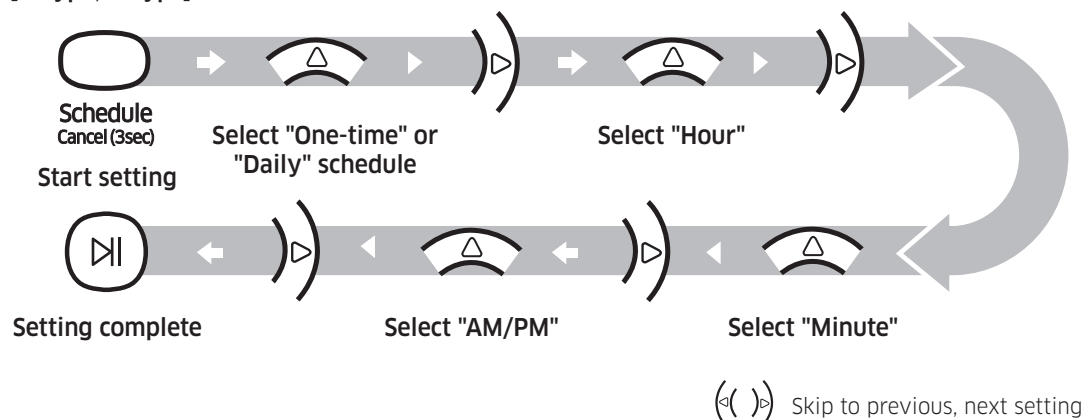 Schedule
Cancel (3sec)
Start setting
Select "One-time" or
"Daily" schedule
Select "Hour"
Setting complete
Select "AM/PM"
Select "Minute"
Skip to previous, next setting